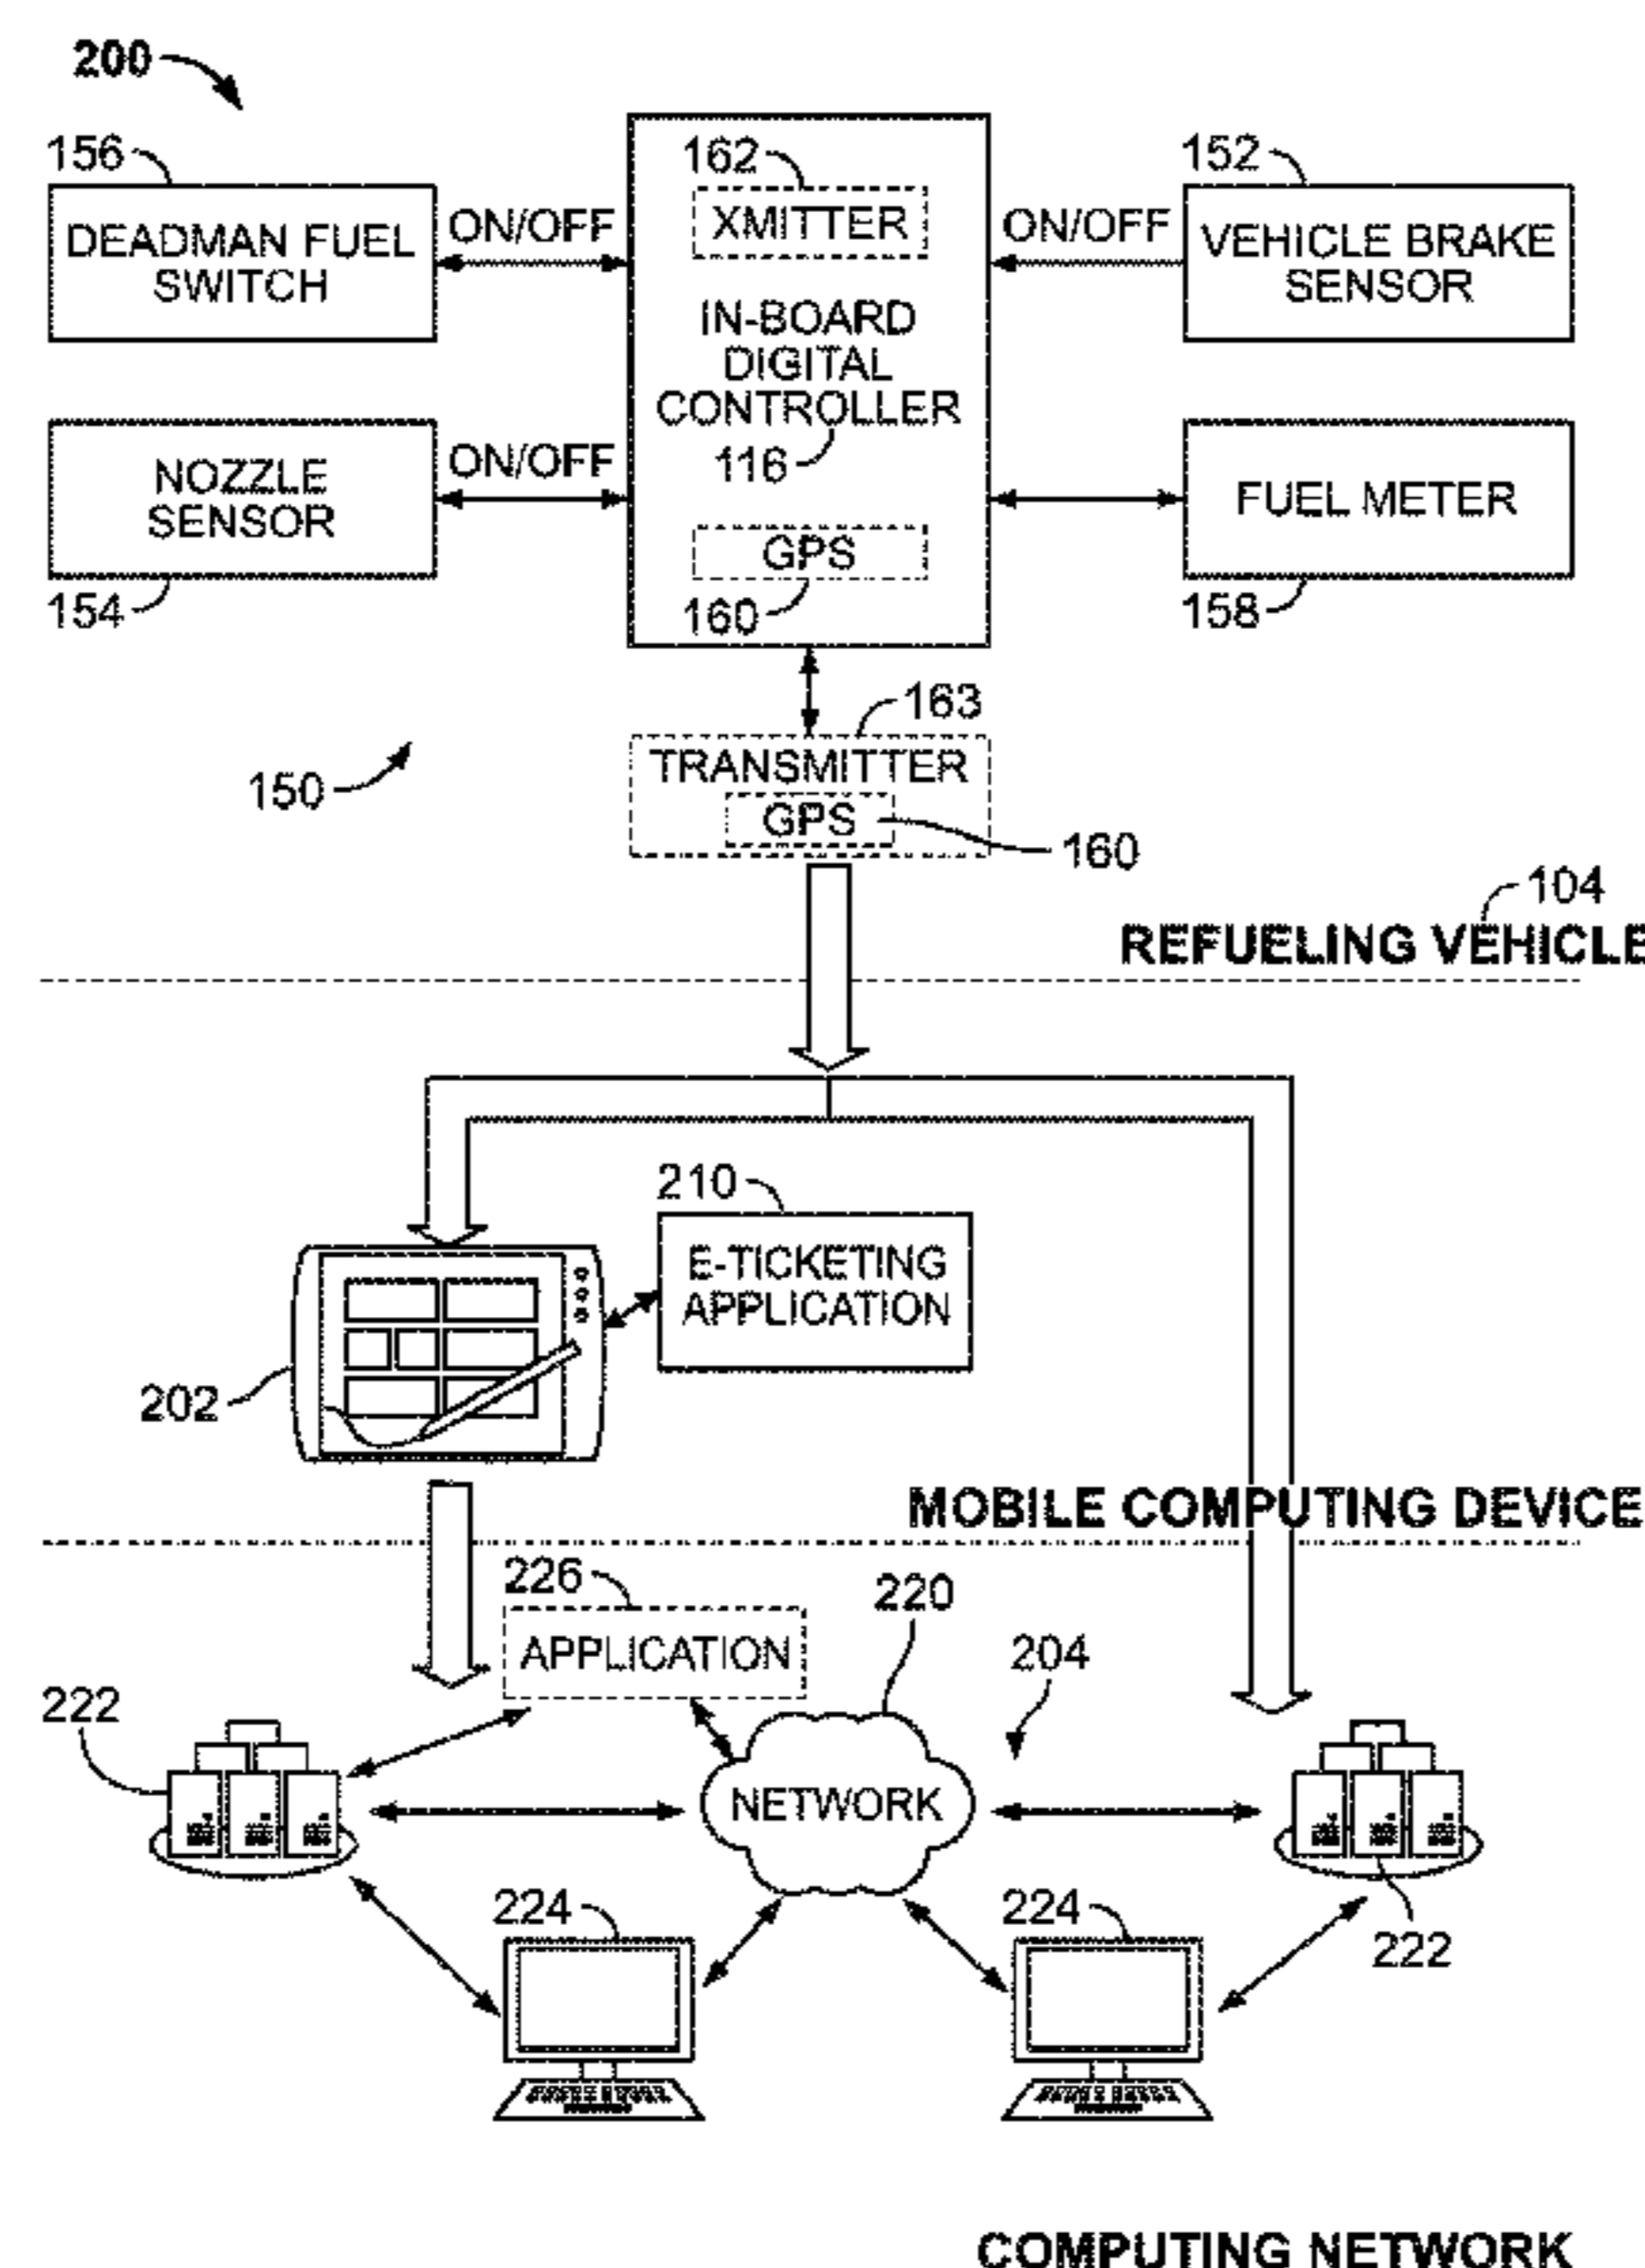 200
156
162
152
DEADMAN FUEL
SWITCH
ON/OFF
XMITTER
ON/OFF
VEHICLE BRAKE
SENSOR
IN-BOARD
DIGITAL
CONTROLLER
116
NOZZLE
SENSOR
ON/OFF
FUEL METER
GPS
154
160
158
163
150
TRANSMITTER
GPS
160
104
REFUELING VEHICLE
210
E-TICKETING
APPLICATION
202
MOBILE COMPUTING DEVICE
226
220
APPLICATION
204
222
NETWORK
224
224
222
COMPUTING NETWORK